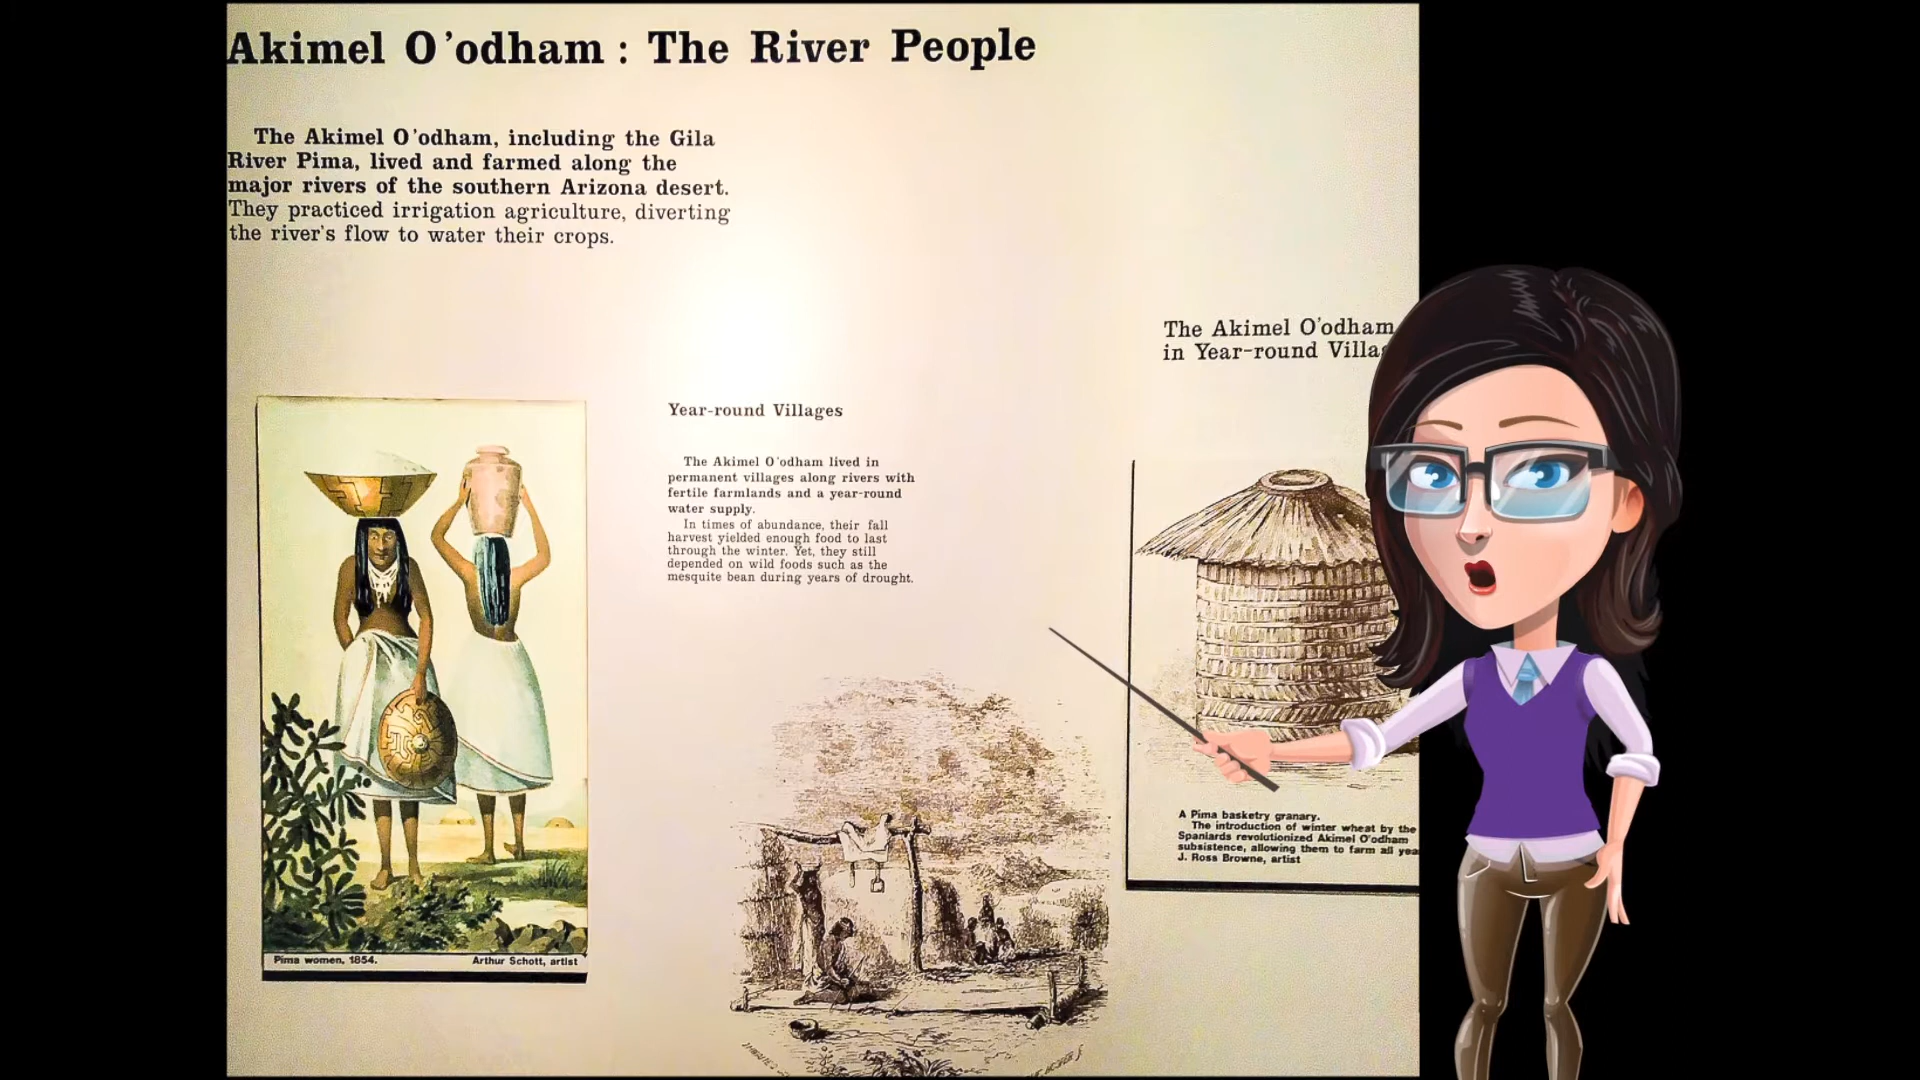 Akimel O'odham : The River People
The Akimel O'odham, including the Gila
River Pima, lived and farmed along the
major rivers of the southern Arizona desert.
They practiced irrigation agriculture, diverting
the river's flow to water their crops.
The Akimel O'odham
in Year-round
Year-round Villages
The Akimel O'odham lived in
permanent villages along rivers with
fertile farmlands and a year-round
water supply.
In times of abundance, their fall
harvest yielded enough food to last
through the winter. Yet, they still
depended on wild foods such as the
mesquite bean during years of drought.
A Pima basketry granary.
The introduction of winter wheat by the
Spaniards revolutionized Akimel O'odham
subsistence, allowing them to farm all
J. Ross Browne, artist
Pima women, 1854.
Arthur Schott, artist